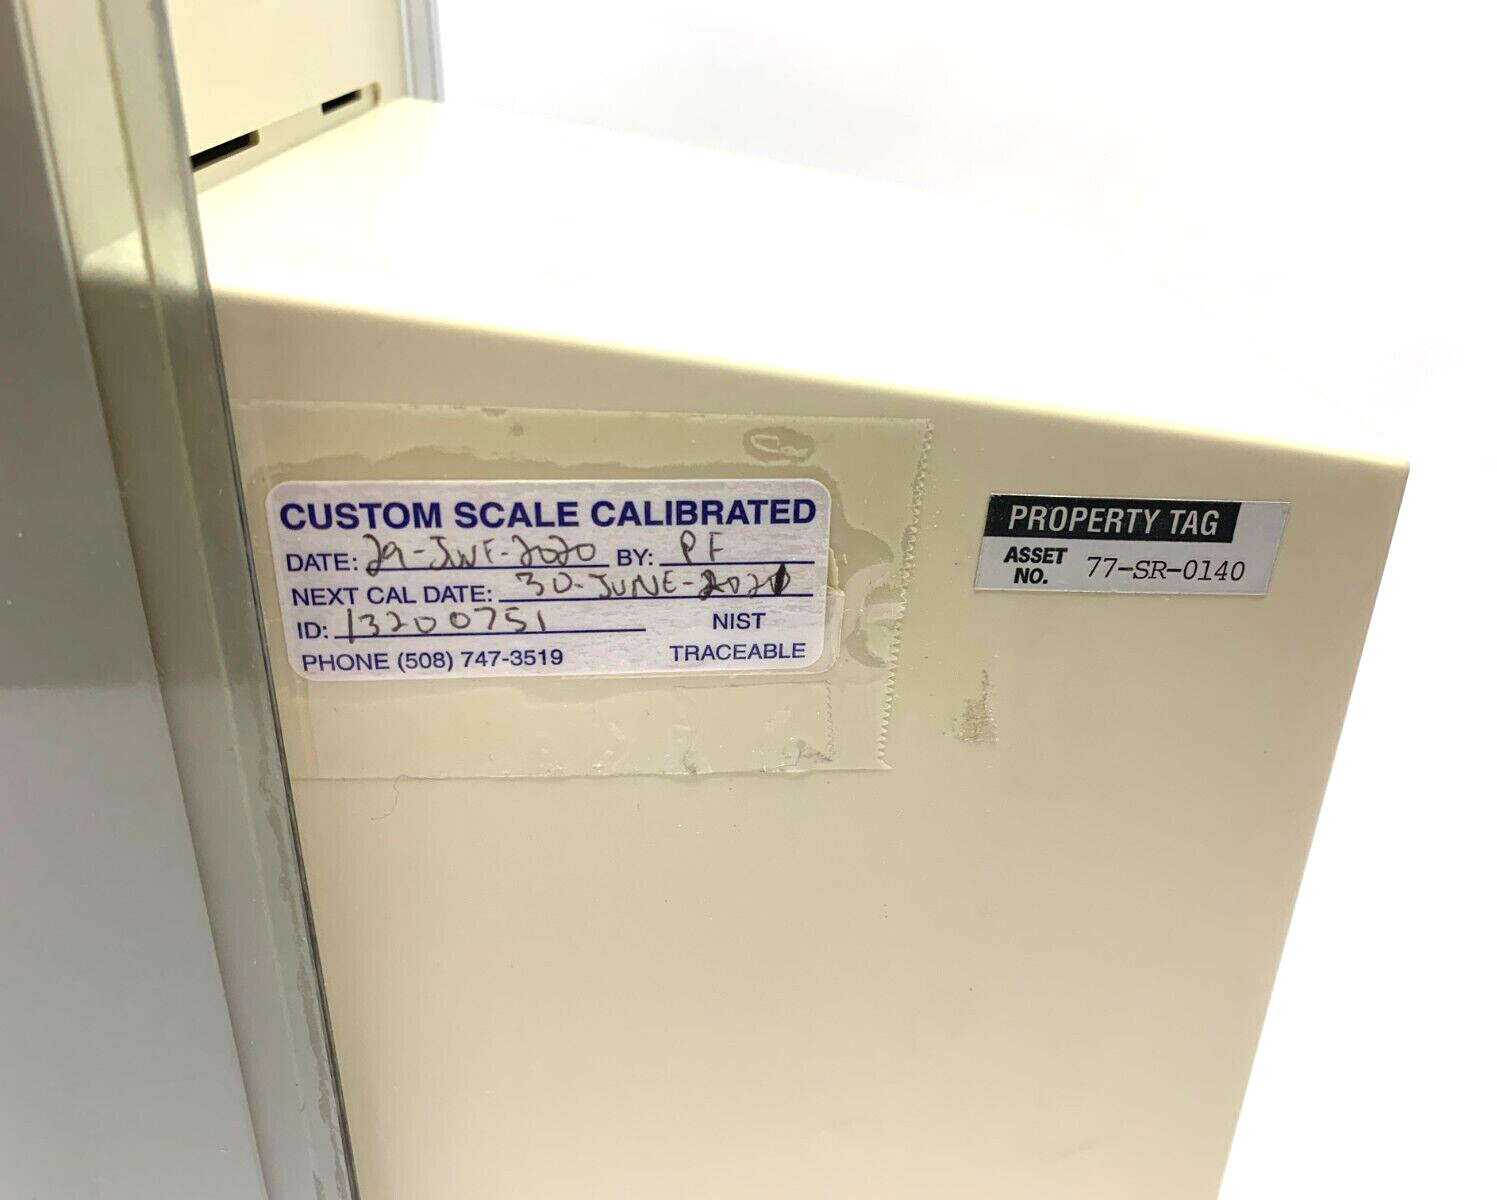 CUSTOM SCALE CALIBRATED
DATE: 29-JUNE-2020 BY: PF
NEXT CAL DATE: 30-JUNE-2021
ID: 13200751 NIST
PHONE (508) 747-3519 TRACEABLE
PROPERTY TAG
ASSET NO. 77-SR-0140